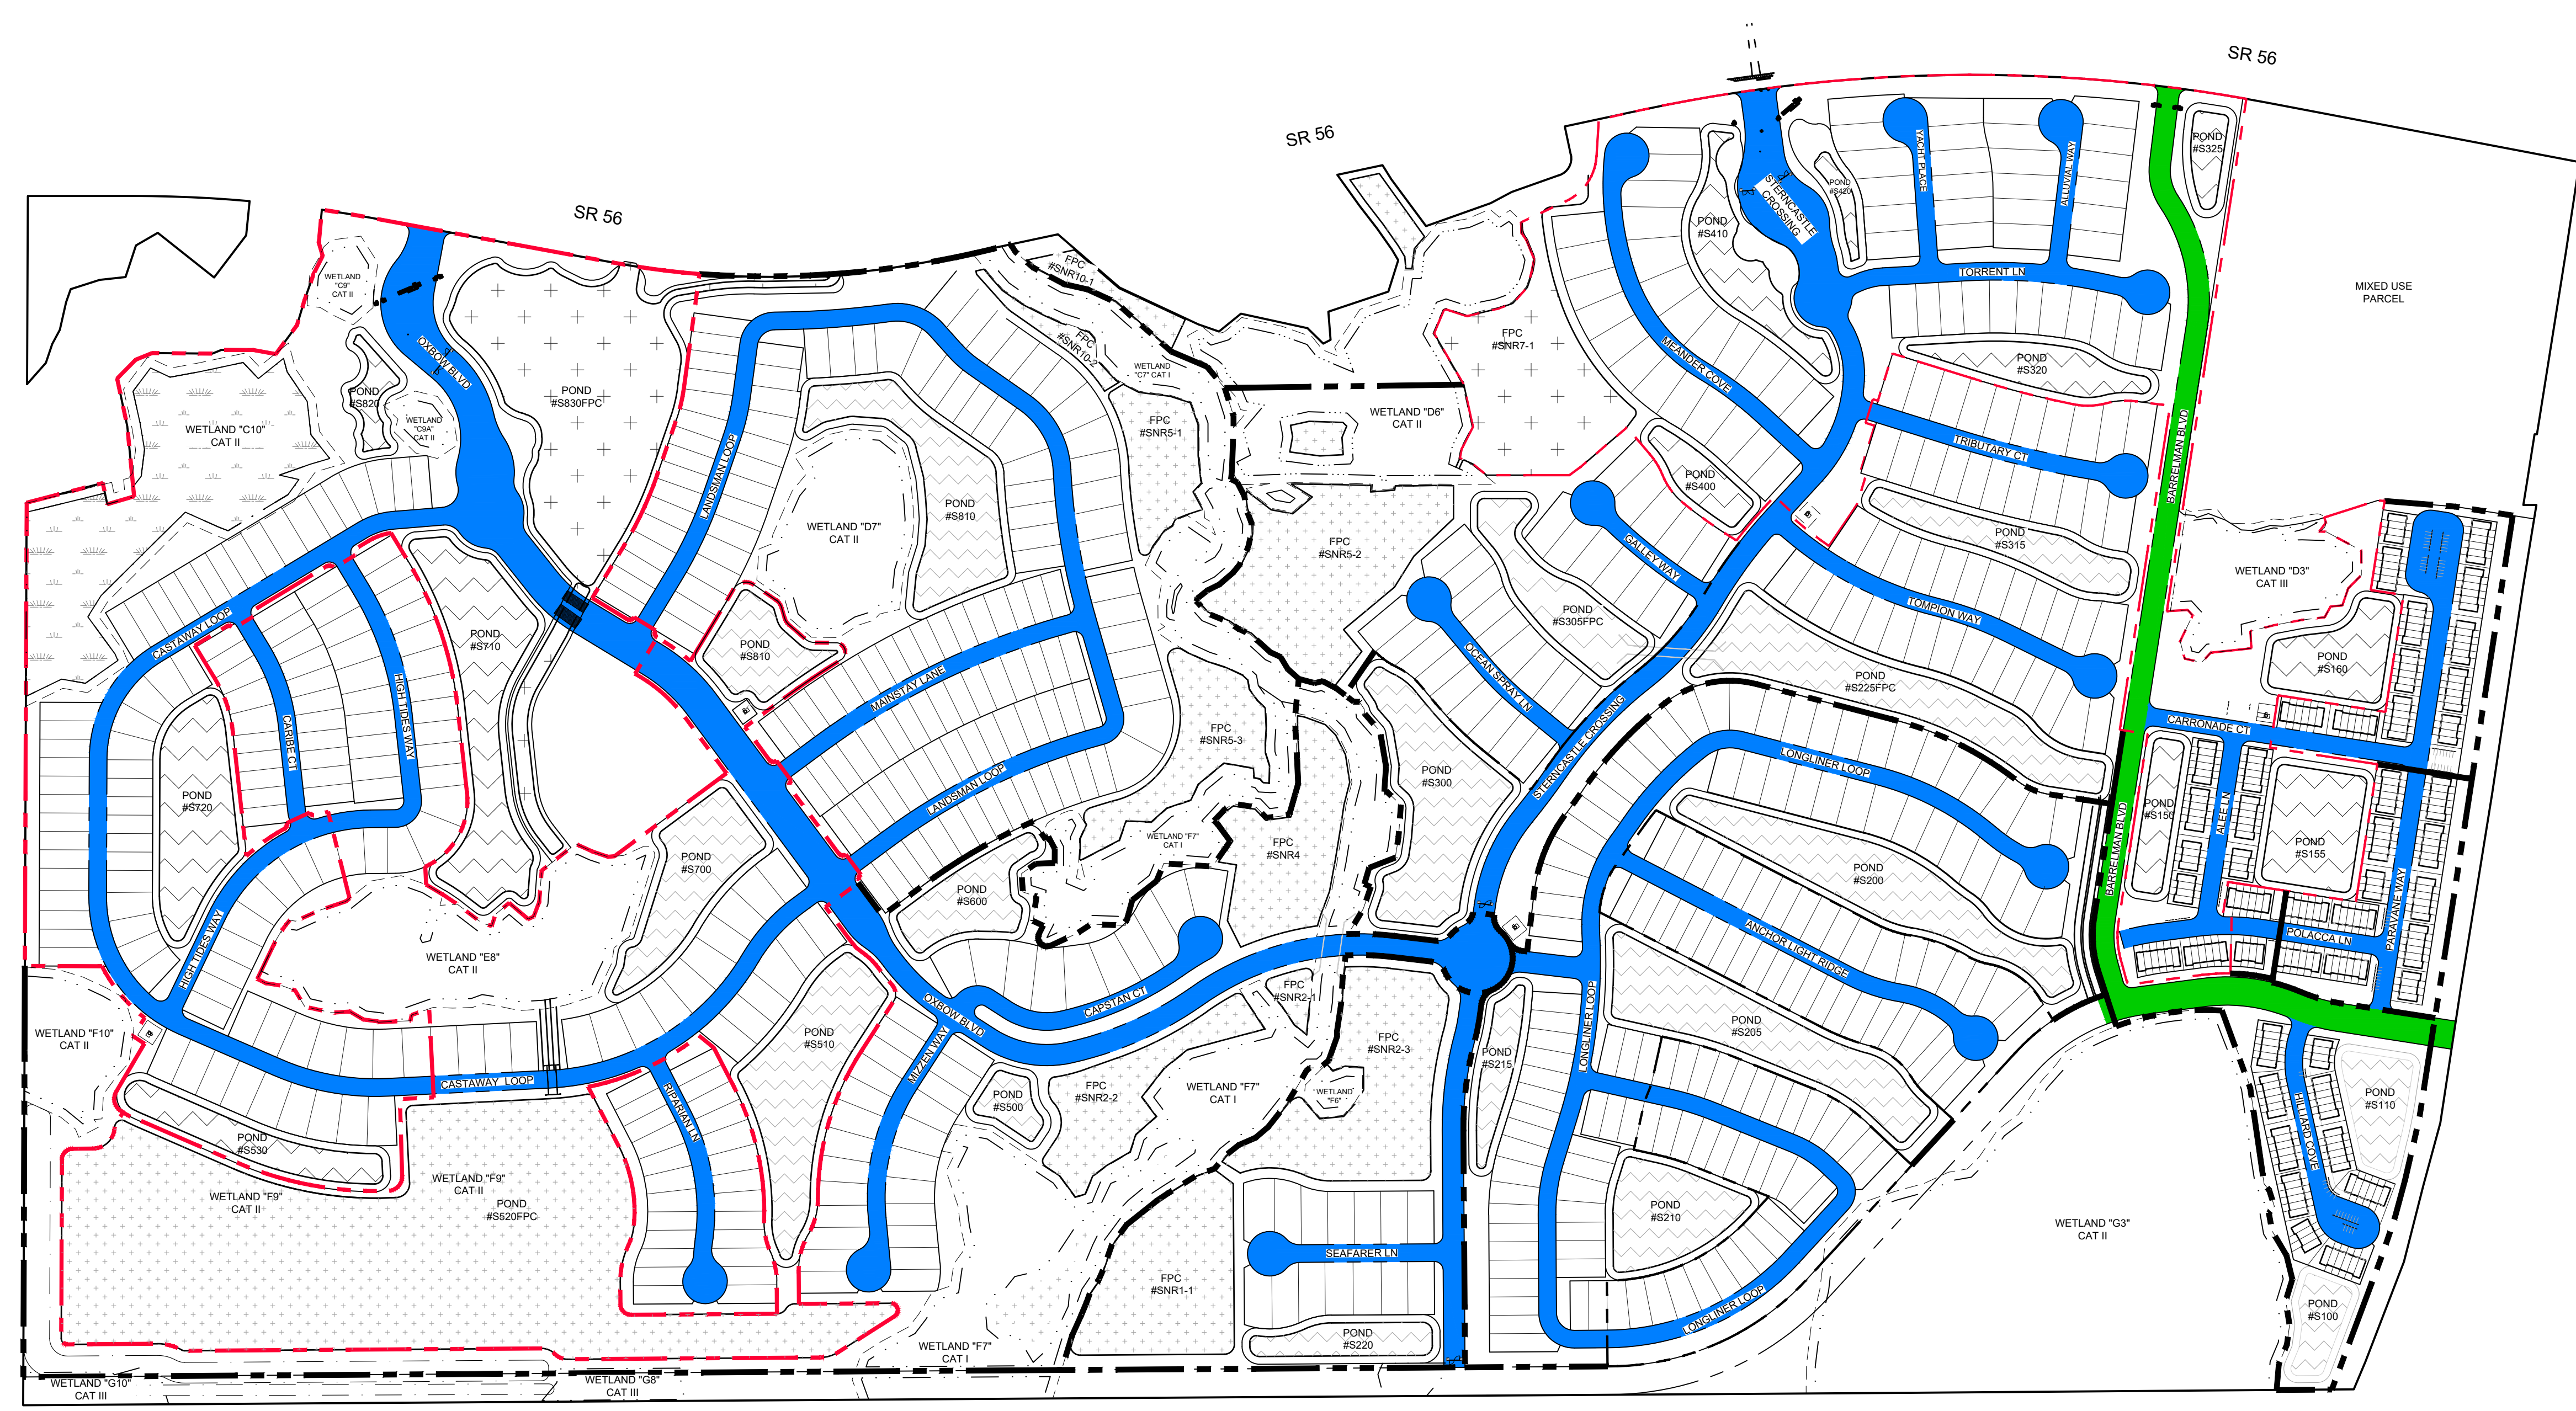 SR 56
SR 56
SR 56
WETLAND
"C9"
CAT II
OXBOW BLVD
POND
#S820
WETLAND
"C9A"
CAT II
WETLAND "C10"
CAT II
POND
#S830FPC
LANDSMAN LOOP
FPC
#SNR10-1
FPC
#SNR10-2
WETLAND
"C7" CAT I
FPC
#SNR5-1
WETLAND "D7"
CAT II
POND
#S810
POND
#S810
MAINSTAY LANE
LANDSMAN LOOP
CASTAWAY LOOP
CARIBE CT
HIGH TIDES WAY
POND
#S710
POND
#S720
HIGH TIDES WAY
WETLAND "E8"
CAT II
POND
#S700
WETLAND "F10"
CAT II
CASTAWAY  LOOP
POND
#S530
WETLAND "F9"
CAT II
WETLAND "F9"
CAT II
POND
#S520FPC
RIPARIAN LN
POND
#S510
MIZZEN WAY
OXBOW BLVD
POND
#S500
CAPSTAN CT
POND
#S600
WETLAND "F7"
CAT I
FPC
#SNR5-3
FPC
#SNR5-2
FPC
#SNR4
FPC
#SNR2-1
FPC
#SNR2-2
FPC
#SNR2-3
WETLAND "F7"
CAT I
WETLAND
"F6"
FPC
#SNR1-1
WETLAND "F7"
CAT I
WETLAND "G10"
CAT III
WETLAND "G8"
CAT III
SEAFARER LN
POND
#S220
WETLAND "D6"
CAT II
FPC
#SNR7-1
POND
#S410
MEANDER COVE
STERNCASTLE
CROSSING
POND
#S420
YACHT PLACE
ALLUVIAL WAY
TORRENT LN
POND
#S325
POND
#S320
TRIBUTARY CT
BARRELMAN BLVD
MIXED USE
PARCEL
POND
#S400
GALLEY WAY
POND
#S305FPC
OCEAN SPRAY LN
STERNCASTLE CROSSING
POND
#S315
TOMPION WAY
POND
#S225FPC
POND
#S300
LONGLINER LOOP
POND
#S200
ANCHOR LIGHT RIDGE
POND
#S205
LONGLINER LOOP
POND
#S215
POND
#S210
LONGLINER LOOP
WETLAND "G3"
CAT II
WETLAND "D3"
CAT III
POND
#S160
CARRONADE CT
POND
#S150
ALEE LN
POND
#S155
PARAVANE WAY
BARRELMAN BLVD
POLACCA LN
HILLIARD COVE
POND
#S110
POND
#S100